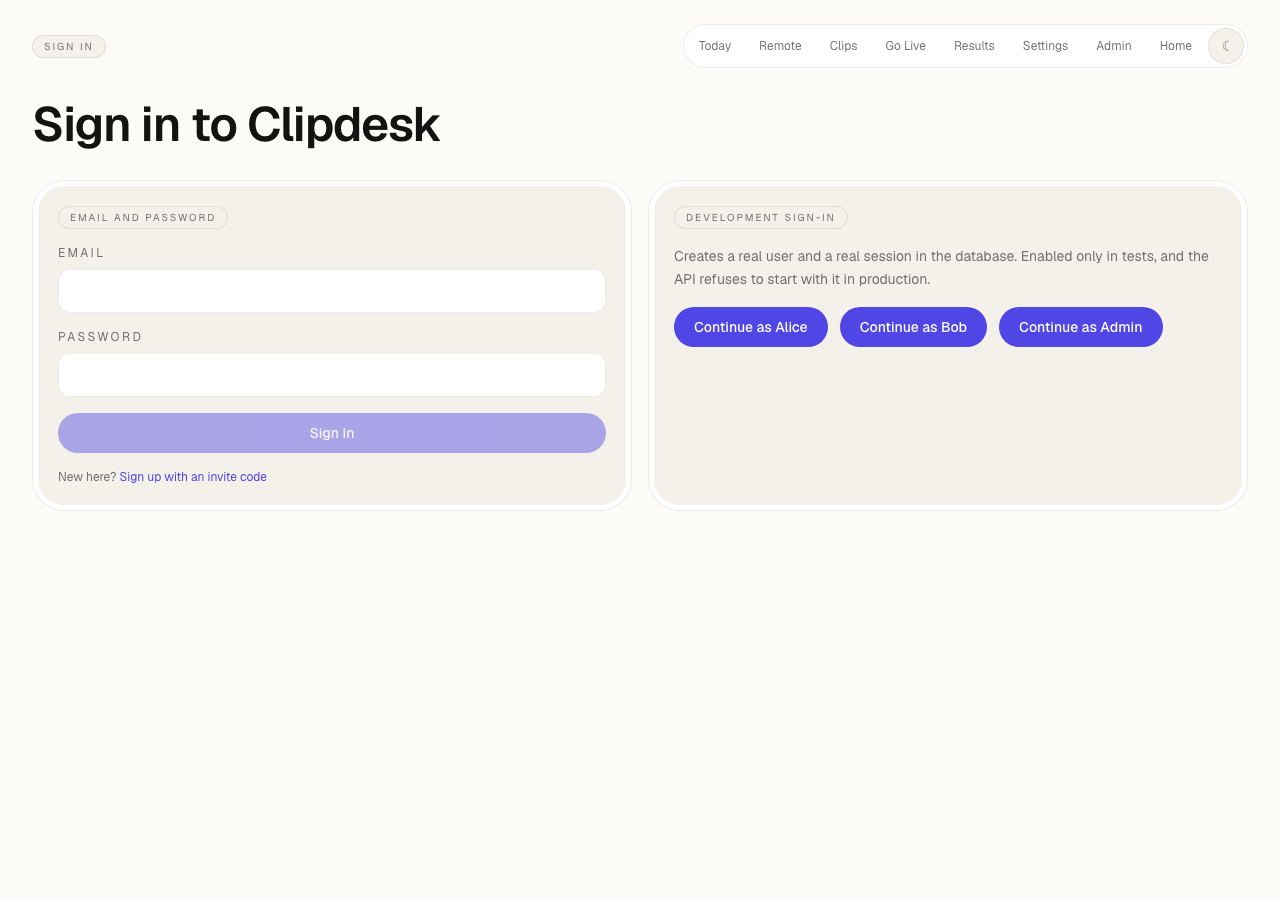 SIGN IN
Today Remote Clips Go Live Results Settings Admin Home
Sign in to Clipdesk
EMAIL AND PASSWORD
EMAIL
PASSWORD
Sign in
New here? Sign up with an invite code
DEVELOPMENT SIGN-IN
Creates a real user and a real session in the database. Enabled only in tests, and the
API refuses to start with it in production.
Continue as Alice Continue as Bob Continue as Admin